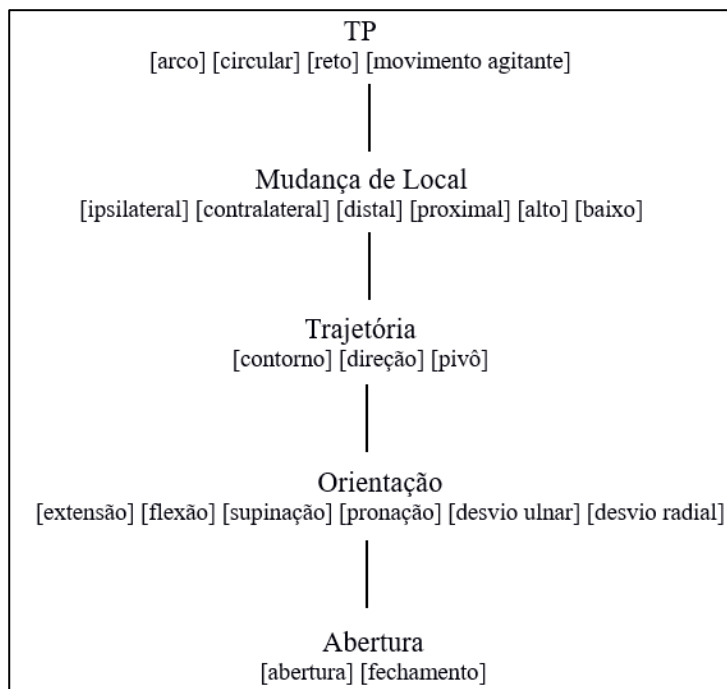 TP
[arco] [circular] [reto] [movimento agitante]
Mudança de Local
[ipsilateral] [contralateral] [distal] [proximal] [alto] [baixo]
Trajetória
[contorno] [direção] [pivô]
Orientação
[extensão] [flexão] [supinação] [pronação] [desvio ulnar] [desvio radial]
Abertura
[abertura] [fechamento]